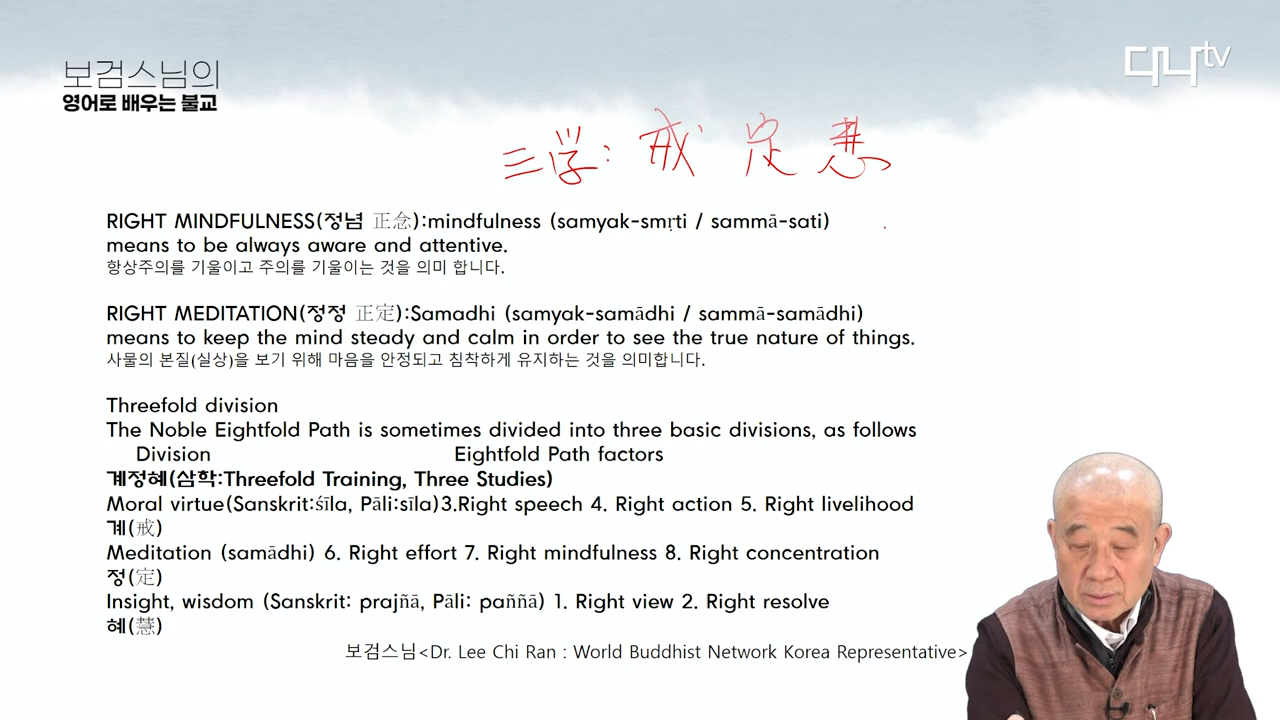 보검스님의
영어로 배우는 불교
다나tv
三学: 戒 定 慧
RIGHT MINDFULNESS(정념 正念):mindfulness (samyak-smṛti / sammā-sati)
means to be always aware and attentive.
항상주의를 기울이고 주의를 기울이는 것을 의미 합니다.
RIGHT MEDITATION(정정 正定):Samadhi (samyak-samādhi / sammā-samādhi)
means to keep the mind steady and calm in order to see the true nature of things.
사물의 본질(실상)을 보기 위해 마음을 안정되고 침착하게 유지하는 것을 의미합니다.
Threefold division
The Noble Eightfold Path is sometimes divided into three basic divisions, as follows
Division Eightfold Path factors
계정혜(삼학:Threefold Training, Three Studies)
Moral virtue(Sanskrit:śīla, Pāli:sīla)3.Right speech 4. Right action 5. Right livelihood
계(戒)
Meditation (samādhi) 6. Right effort 7. Right mindfulness 8. Right concentration
정(定)
Insight, wisdom (Sanskrit: prajñā, Pāli: paññā) 1. Right view 2. Right resolve
혜(慧)
보검스님<Dr. Lee Chi Ran : World Buddhist Network Korea Representative>